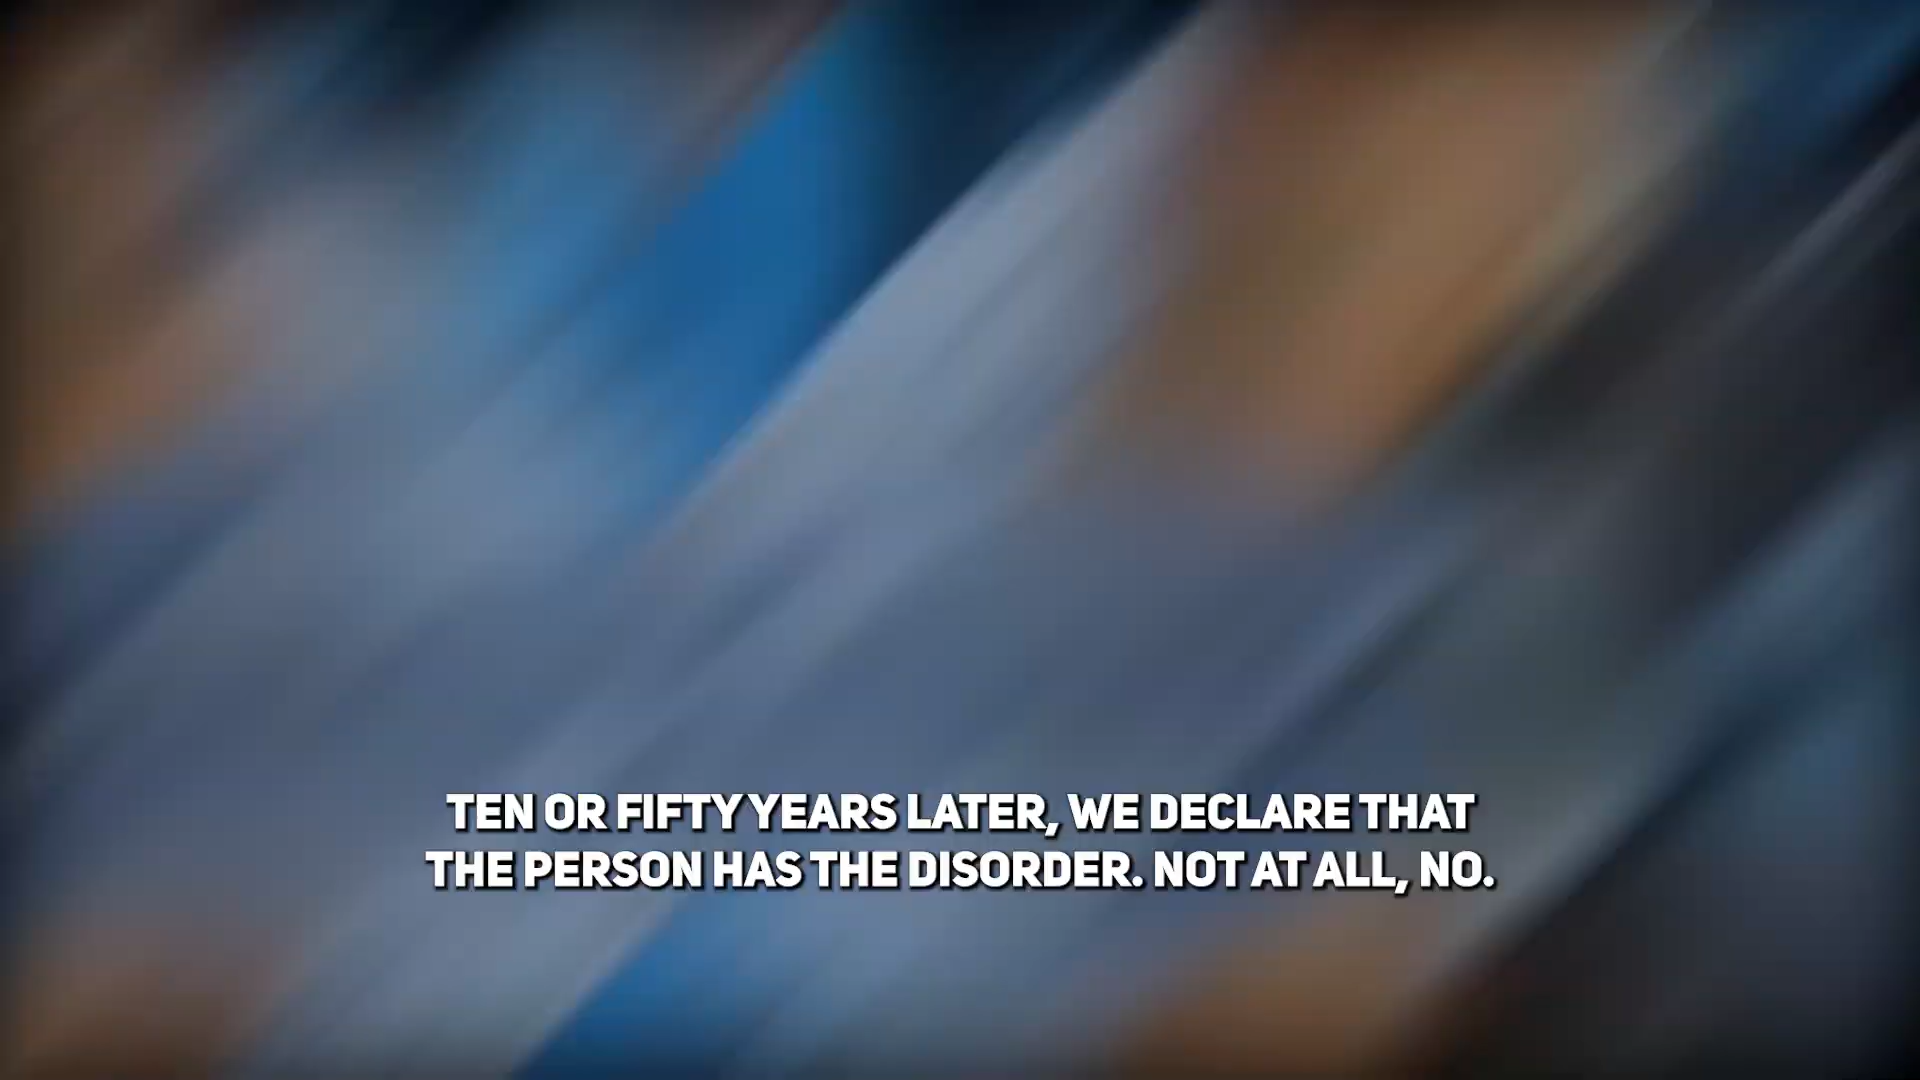 TEN OR FIFTY YEARS LATER, WE DECLARE THAT
THE PERSON HAS THE DISORDER. NOT AT ALL, NO.